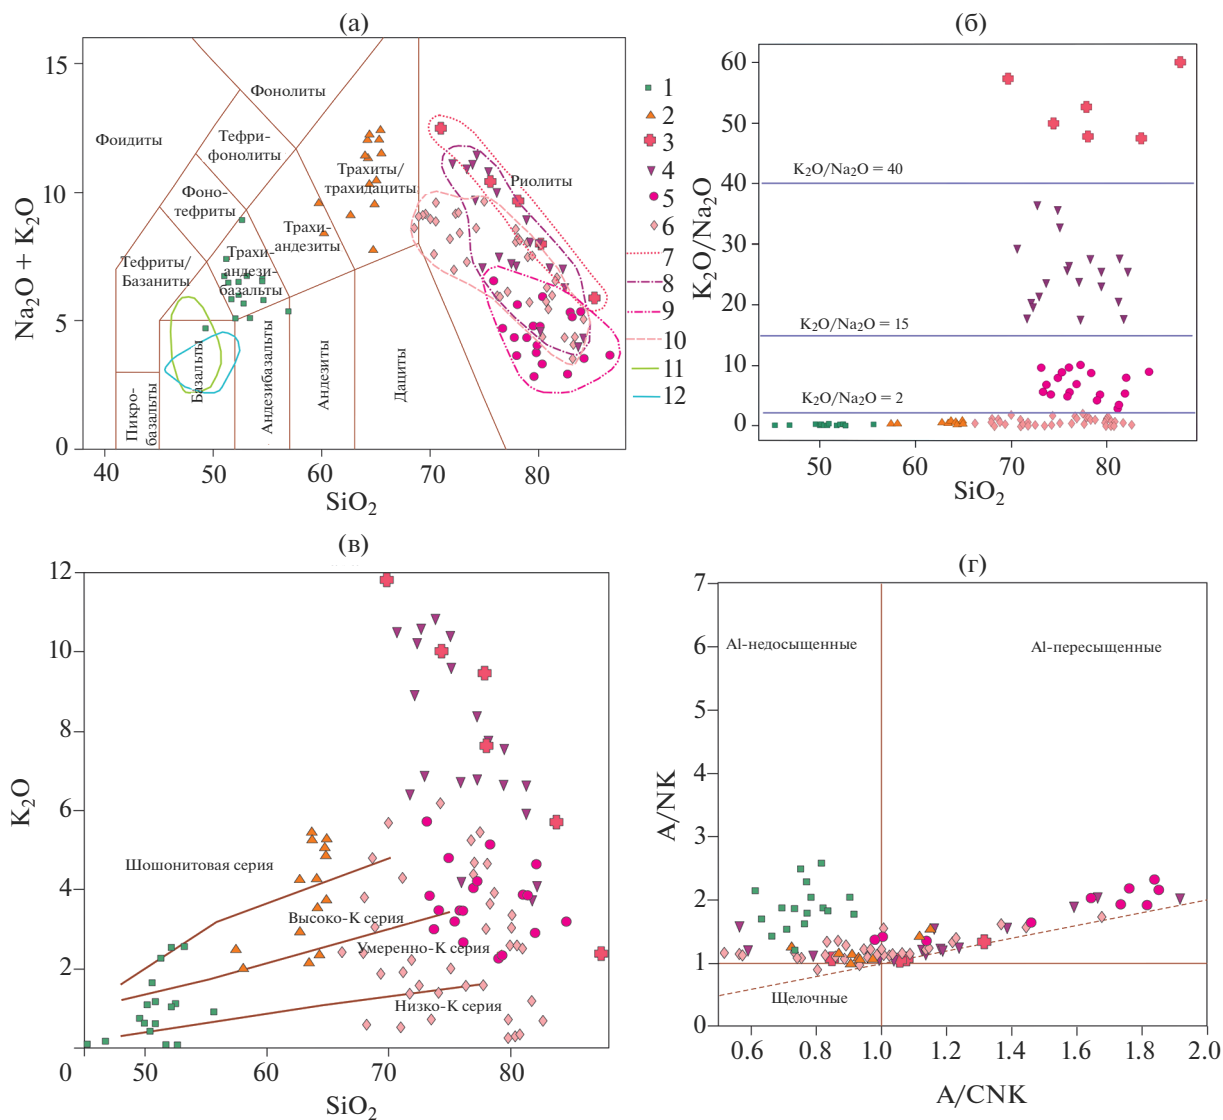 (а)
15
10
5
0
Na₂O + K₂O
Фонолиты
Фоидиты
Тефри-
фонолиты
Трахиты/
трахидациты
Риолиты
Фоно-
тефриты
Трахи-
андезиты
Тефриты/
Базаниты
Трахи-
андези-
базальты
Пикро-
базальты
Базальты
Андезибазальты
Андезиты
Дациты
40
50
60
70
80
SiO₂
1
2
3
4
5
6
7
8
9
10
11
12
(б)
60
50
40
30
20
10
0
K₂O/Na₂O
K₂O/Na₂O = 40
K₂O/Na₂O = 15
K₂O/Na₂O = 2
50
60
70
80
SiO₂
(в)
12
10
8
6
4
2
0
K₂O
Шошонитовая серия
Высоко-К серия
Умеренно-К серия
Низко-К серия
50
60
70
80
SiO₂
(г)
7
6
5
4
3
2
1
0
A/NK
Al-недосыщенные
Al-пересыщенные
Щелочные
0.6
0.8
1.0
1.2
1.4
1.6
1.8
2.0
A/CNK